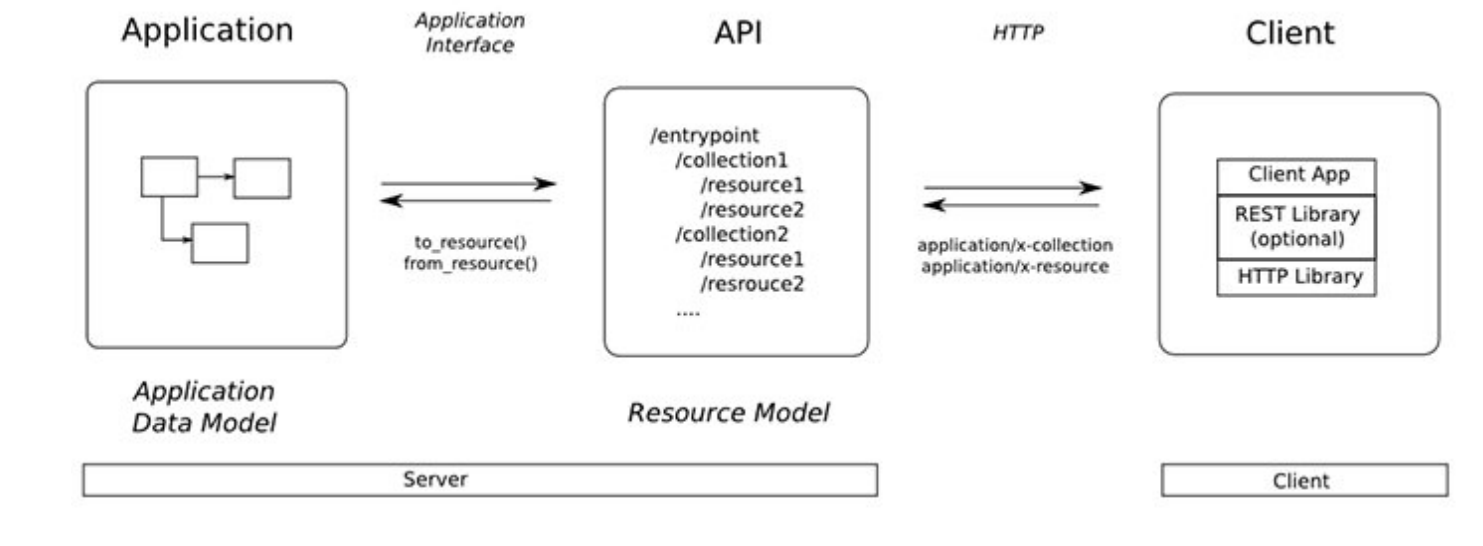 Application
Application
Interface
API
HTTP
Client
/entrypoint
/collection1
/resource1
/resource2
/collection2
/resource1
/resrouce2
....
to_resource()
from_resource()
application/x-collection
application/x-resource
Client App
REST Library
(optional)
HTTP Library
Application
Data Model
Resource Model
Server
Client